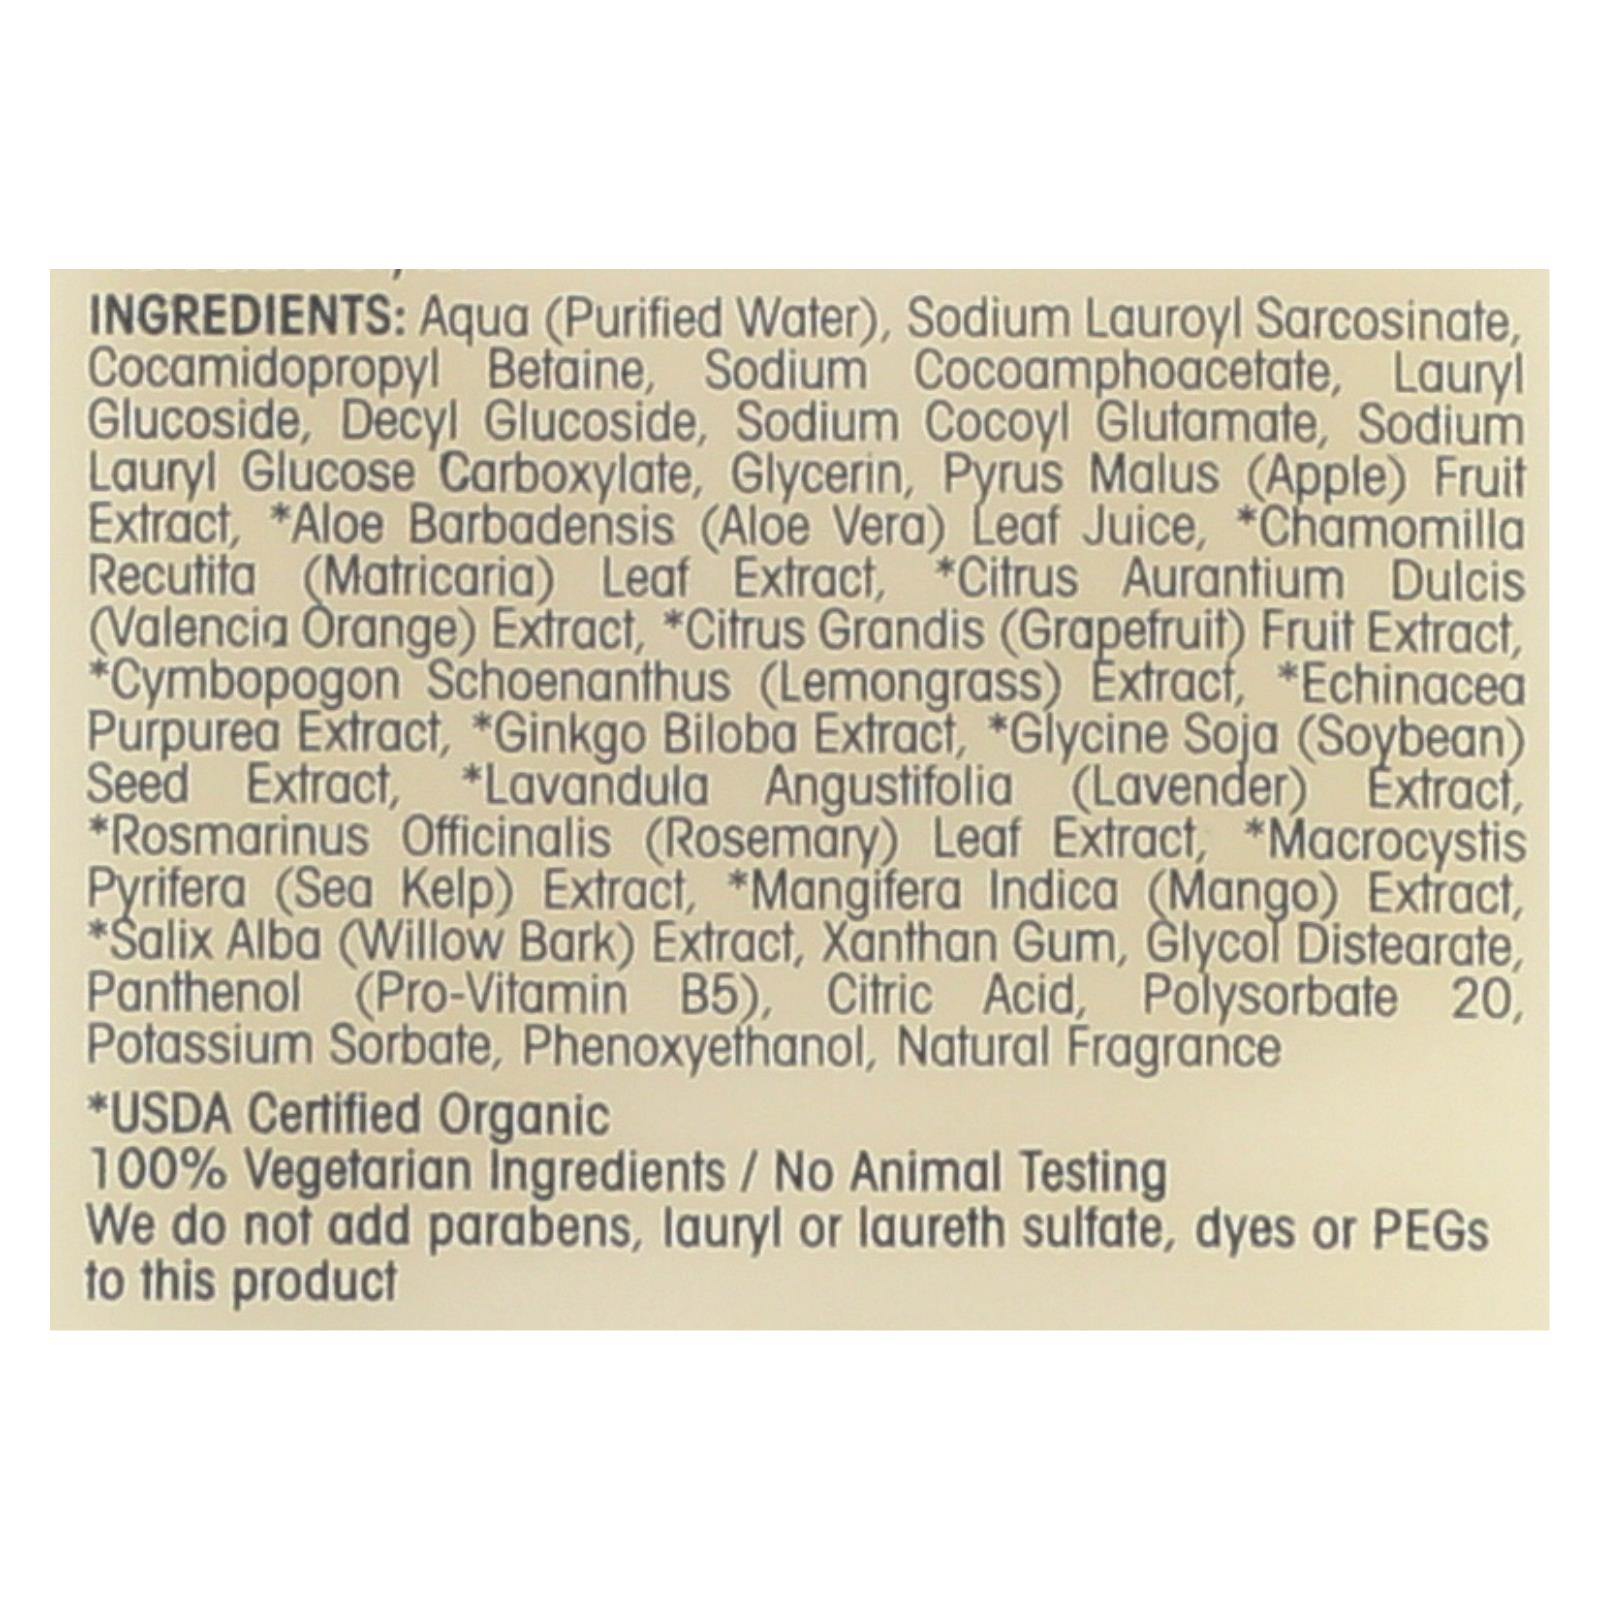 INGREDIENTS: Aqua (Purified Water), Sodium Lauroyl Sarcosinate,
Cocamidopropyl Betaine, Sodium Cocoamphoacetate, Lauryl
Glucoside, Decyl Glucoside, Sodium Cocoyl Glutamate, Sodium
Lauryl Glucose Carboxylate, Glycerin, Pyrus Malus (Apple) Fruit
Extract, *Aloe Barbadensis (Aloe Vera) Leaf Juice, *Chamomilla
Recutita (Matricaria) Leaf Extract, *Citrus Aurantium Dulcis
(Valencia Orange) Extract, *Citrus Grandis (Grapefruit) Fruit Extract,
*Cymbopogon Schoenanthus (Lemongrass) Extract, *Echinacea
Purpurea Extract, *Ginkgo Biloba Extract, *Glycine Soja (Soybean)
Seed Extract, *Lavandula Angustifolia (Lavender) Extract,
*Rosmarinus Officinalis (Rosemary) Leaf Extract, *Macrocystis
Pyrifera (Sea Kelp) Extract, *Mangifera Indica (Mango) Extract,
*Salix Alba (Willow Bark) Extract, Xanthan Gum, Glycol Distearate,
Panthenol (Pro-Vitamin B5), Citric Acid, Polysorbate 20,
Potassium Sorbate, Phenoxyethanol, Natural Fragrance
*USDA Certified Organic
100% Vegetarian Ingredients / No Animal Testing
We do not add parabens, lauryl or laureth sulfate, dyes or PEGs
to this product